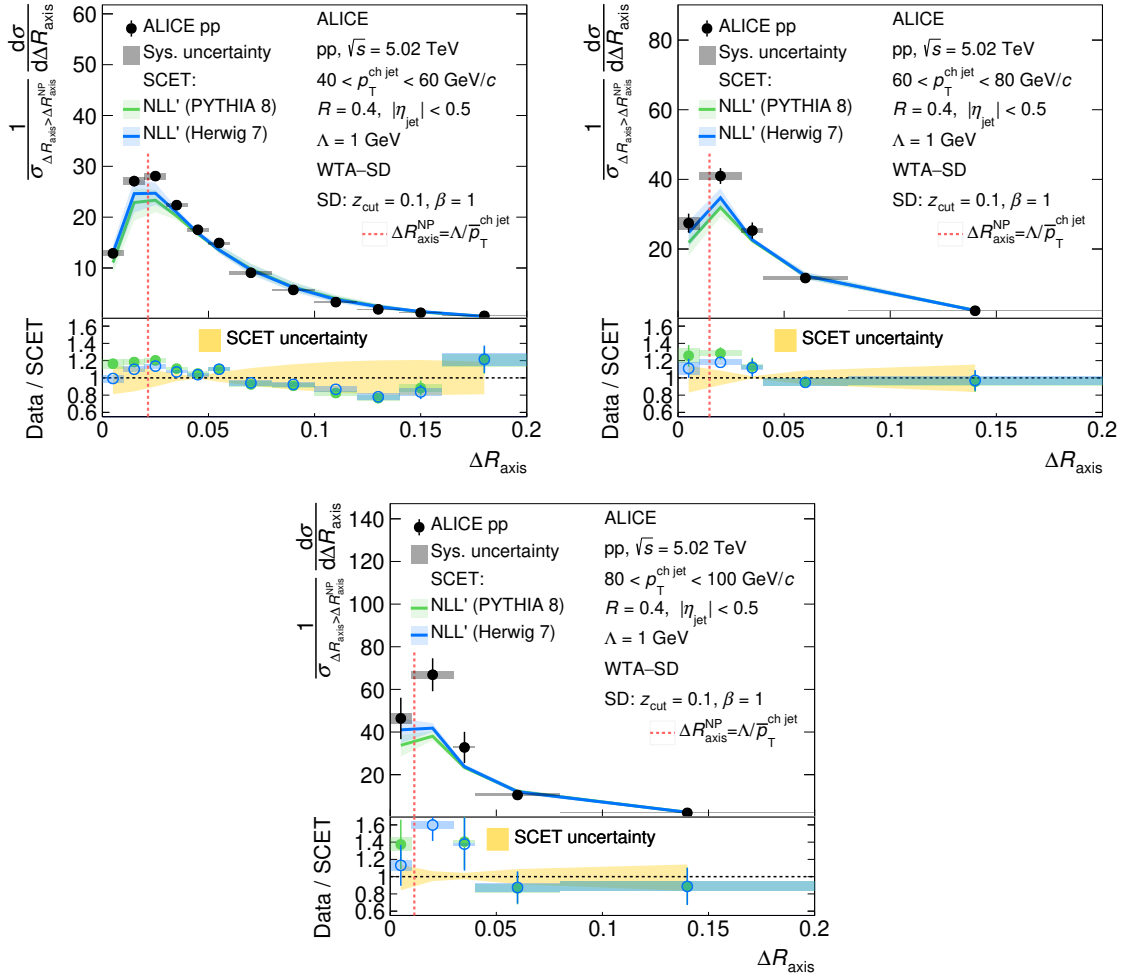 1/σ_{ΔR_axis>ΔR_axis^NP} dσ/dΔR_axis
60
50
40
30
20
10
ALICE pp
Sys. uncertainty
SCET:
NLL′ (PYTHIA 8)
NLL′ (Herwig 7)
ALICE
pp, √s = 5.02 TeV
40 < p_T^{ch jet} < 60 GeV/c
R = 0.4, |η_jet| < 0.5
Λ = 1 GeV
WTA–SD
SD: z_cut = 0.1, β = 1
ΔR_axis^NP=Λ/p̅_T^{ch jet}
Data / SCET
1.6
1.4
1.2
1
0.8
0.6
SCET uncertainty
0 0.05 0.1 0.15 0.2
ΔR_axis
1/σ_{ΔR_axis>ΔR_axis^NP} dσ/dΔR_axis
80
60
40
20
ALICE pp
Sys. uncertainty
SCET:
NLL′ (PYTHIA 8)
NLL′ (Herwig 7)
ALICE
pp, √s = 5.02 TeV
60 < p_T^{ch jet} < 80 GeV/c
R = 0.4, |η_jet| < 0.5
Λ = 1 GeV
WTA–SD
SD: z_cut = 0.1, β = 1
ΔR_axis^NP=Λ/p̅_T^{ch jet}
Data / SCET
1.6
1.4
1.2
1
0.8
0.6
SCET uncertainty
0 0.05 0.1 0.15 0.2
ΔR_axis
1/σ_{ΔR_axis>ΔR_axis^NP} dσ/dΔR_axis
140
120
100
80
60
40
20
ALICE pp
Sys. uncertainty
SCET:
NLL′ (PYTHIA 8)
NLL′ (Herwig 7)
ALICE
pp, √s = 5.02 TeV
80 < p_T^{ch jet} < 100 GeV/c
R = 0.4, |η_jet| < 0.5
Λ = 1 GeV
WTA–SD
SD: z_cut = 0.1, β = 1
ΔR_axis^NP=Λ/p̅_T^{ch jet}
Data / SCET
1.6
1.4
1.2
1
0.8
0.6
SCET uncertainty
0 0.05 0.1 0.15 0.2
ΔR_axis